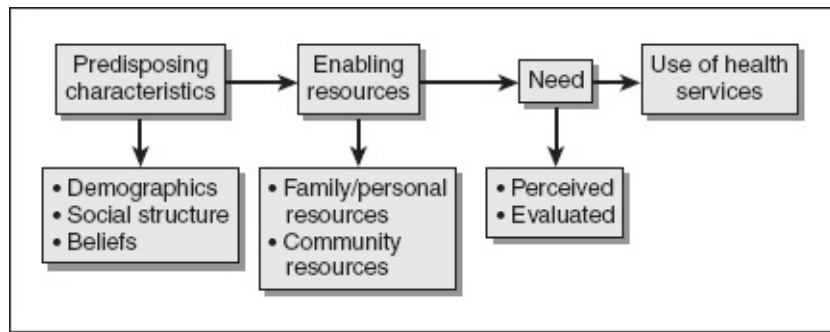 Predisposing
characteristics
Enabling
resources
Need
Use of health
services
• Demographics
• Social structure
• Beliefs
• Family/personal
resources
• Community
resources
• Perceived
• Evaluated